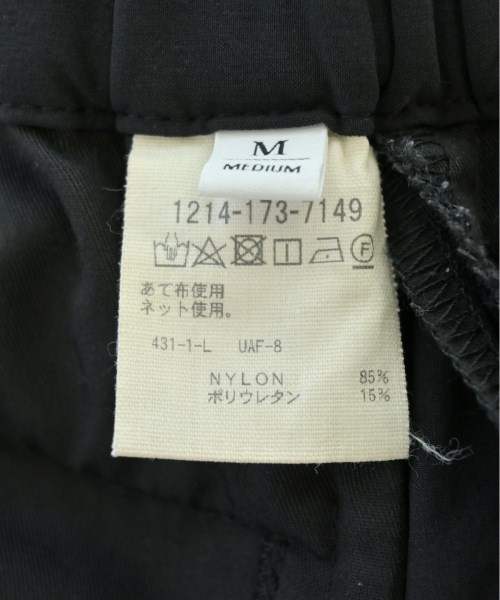 M
MEDIUM
1214-173-7149
F
あて布使用
ネット使用。
431-1-L UAF-8
NYLON 85%
ポリウレタン 15%